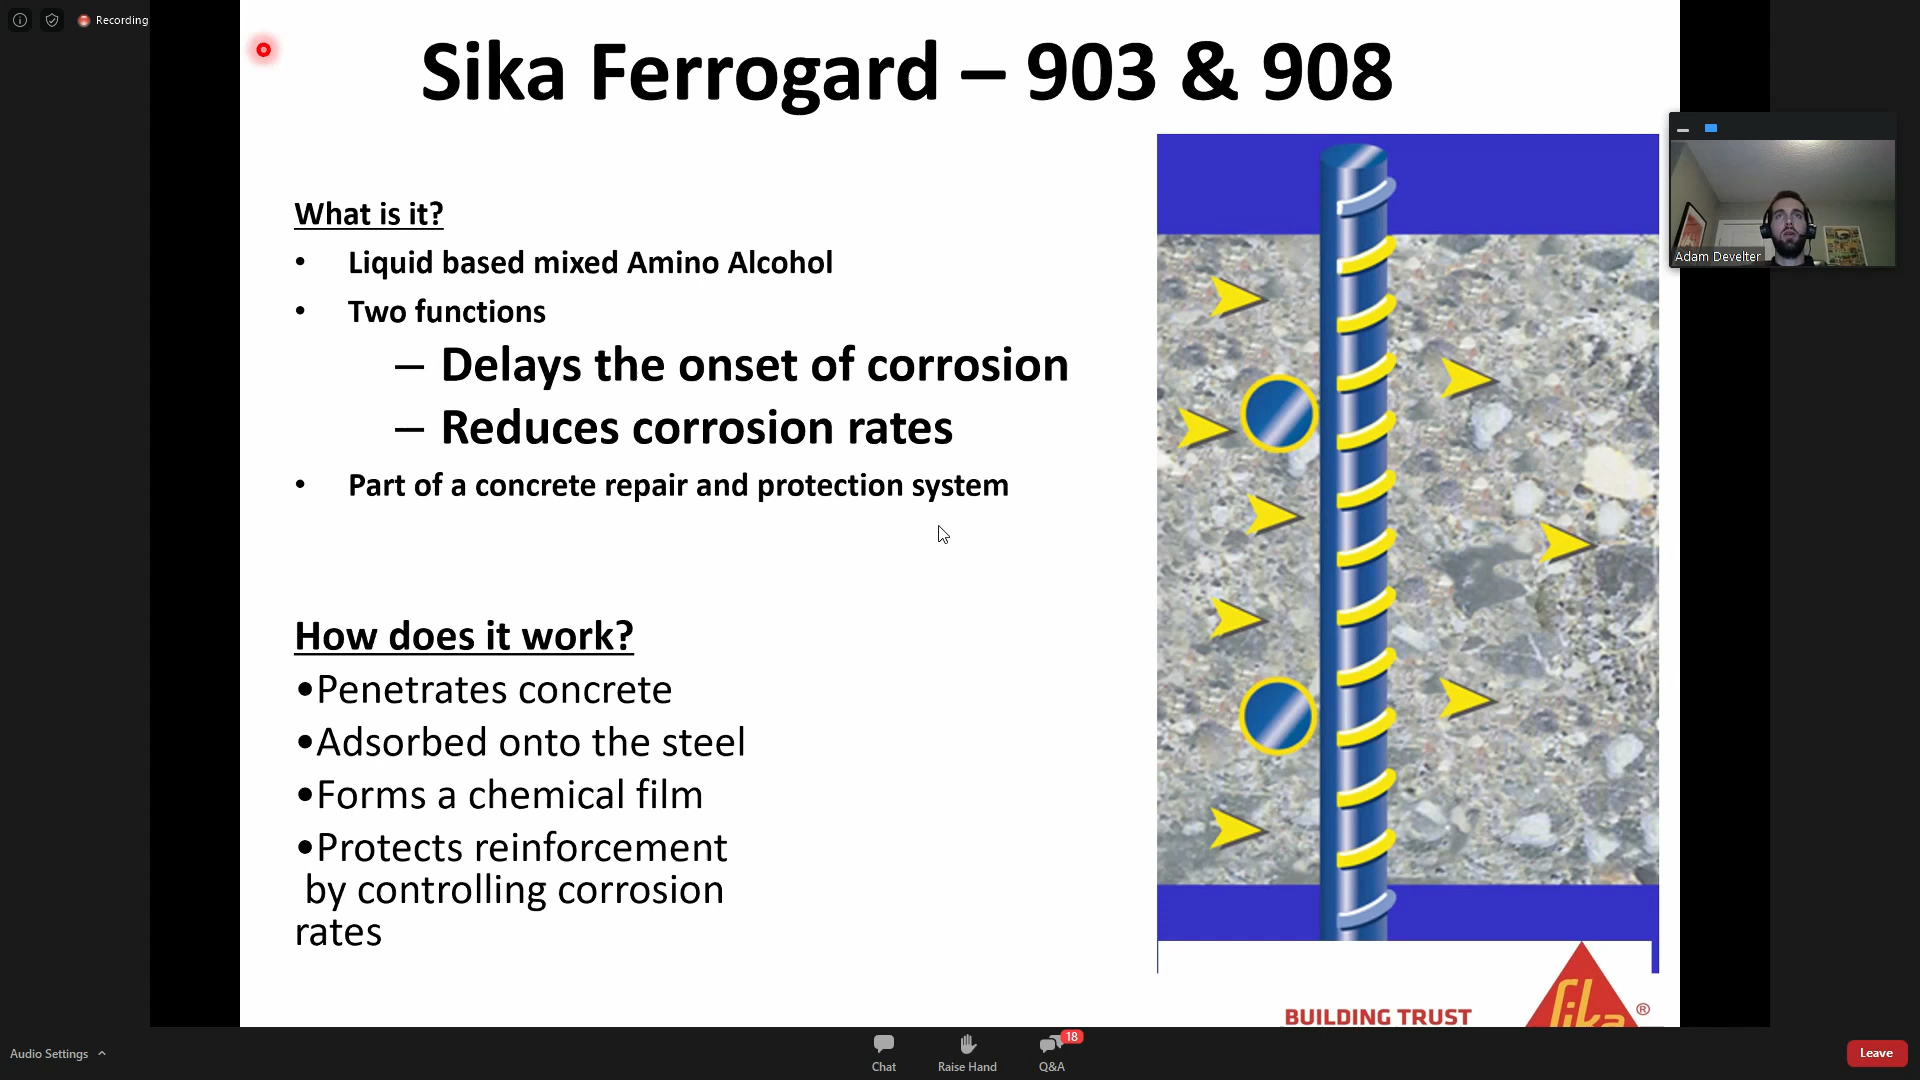 Recording
Sika Ferrogard – 903 & 908
What is it?
• Liquid based mixed Amino Alcohol
• Two functions
– Delays the onset of corrosion
– Reduces corrosion rates
• Part of a concrete repair and protection system
How does it work?
•Penetrates concrete
•Adsorbed onto the steel
•Forms a chemical film
•Protects reinforcement
by controlling corrosion
rates
Adam Develter
BUILDING TRUST
Sika ®
Audio Settings
Chat
Raise Hand
18
Q&A
Leave